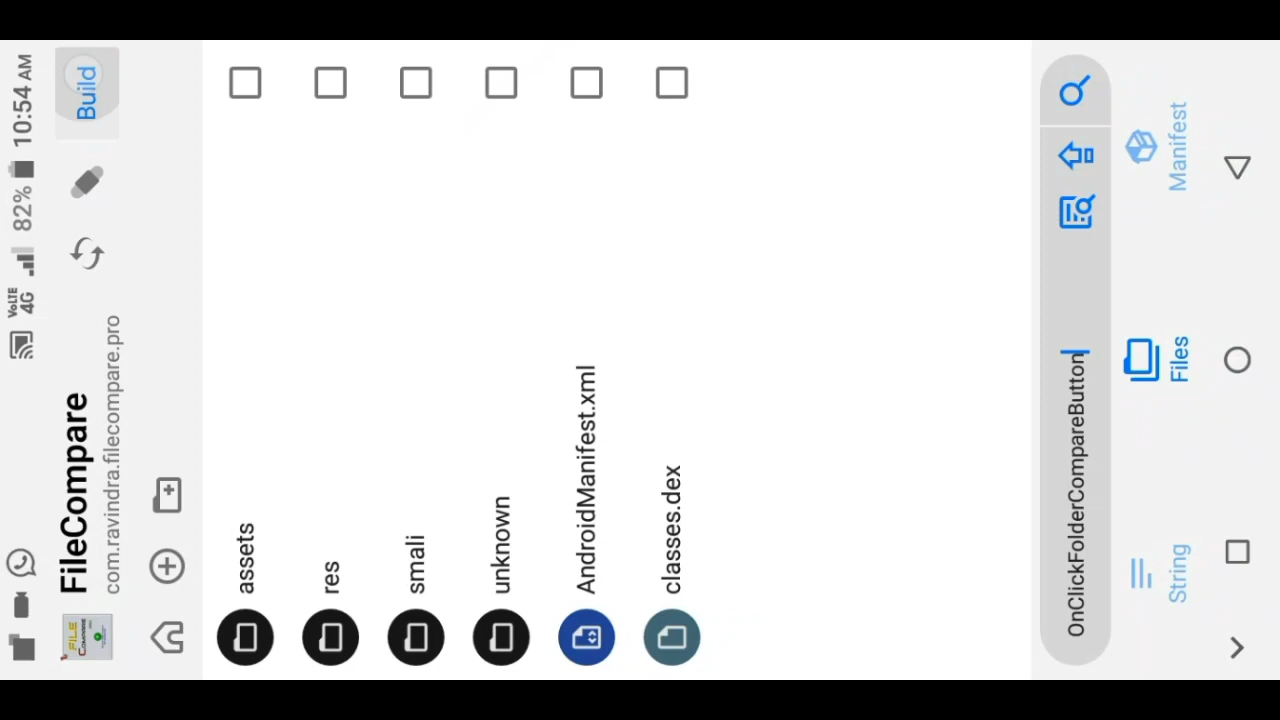 VoLTE
4G
82%
10:54 AM
FileCompare
com.ravindra.filecompare.pro
Build
assets
res
smali
unknown
AndroidManifest.xml
classes.dex
OnClickFolderCompareButton
String
Files
Manifest